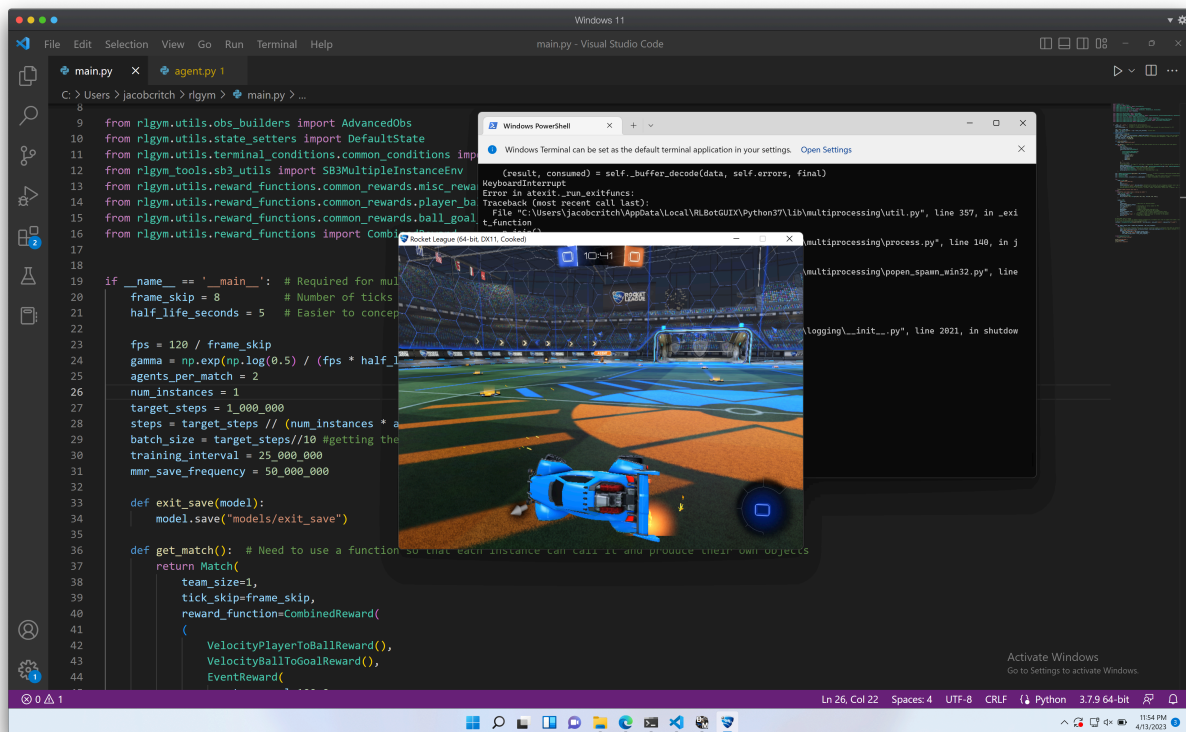 Windows 11
File Edit Selection View Go Run Terminal Help
main.py - Visual Studio Code
main.py
agent.py 1
C: > Users > jacobcritch > rlgym > main.py > ...
8
9 from rlgym.utils.obs_builders import AdvancedObs
10 from rlgym.utils.state_setters import DefaultState
11 from rlgym.utils.terminal_conditions.common_conditions imp
12 from rlgym_tools.sb3_utils import SB3MultipleInstanceEnv
13 from rlgym.utils.reward_functions.common_rewards.misc_rewa
14 from rlgym.utils.reward_functions.common_rewards.player_ba
15 from rlgym.utils.reward_functions.common_rewards.ball_goal
16 from rlgym.utils.reward_functions import Combin
17
18
19 if __name__ == '__main__': # Required for mul
20 frame_skip = 8 # Number of ticks
21 half_life_seconds = 5 # Easier to concep
22
23 fps = 120 / frame_skip
24 gamma = np.exp(np.log(0.5) / (fps * half_l
25 agents_per_match = 2
26 num_instances = 1
27 target_steps = 1_000_000
28 steps = target_steps // (num_instances * a
29 batch_size = target_steps//10 #getting the
30 training_interval = 25_000_000
31 mmr_save_frequency = 50_000_000
32
33 def exit_save(model):
34 model.save("models/exit_save")
35
36 def get_match(): # Need to use a function so that each instance can call it and produce their own objects
37 return Match(
38 team_size=1,
39 tick_skip=frame_skip,
40 reward_function=CombinedReward(
41 (
42 VelocityPlayerToBallReward(),
43 VelocityBallToGoalReward(),
44 EventReward(
Windows PowerShell
Windows Terminal can be set as the default terminal application in your settings. Open Settings
(result, consumed) = self._buffer_decode(data, self.errors, final)
KeyboardInterrupt
Error in atexit._run_exitfuncs:
Traceback (most recent call last):
File "C:\Users\jacobcritch\AppData\Local\RLBotGUIX\Python37\lib\multiprocessing\util.py", line 357, in _exi
t_function
\multiprocessing\process.py", line 140, in j
\multiprocessing\popen_spawn_win32.py", line
\logging\__init__.py", line 2021, in shutdow
Rocket League (64-bit, DX11, Cooked)
10:41
ROCKET
LEAGUE
Activate Windows
Go to Settings to activate Windows.
0 1
Ln 26, Col 22 Spaces: 4 UTF-8 CRLF Python 3.7.9 64-bit
2
1
11:54 PM
4/13/2023
3